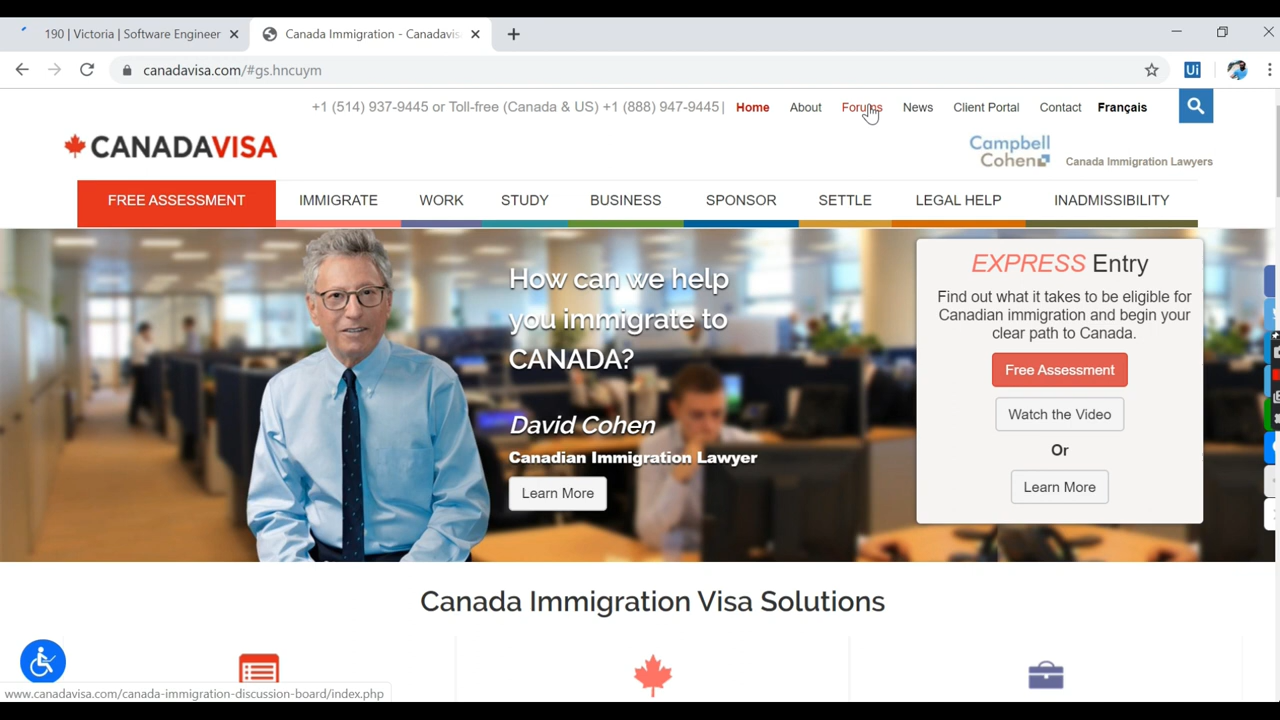 190 | Victoria | Software Engineer
Canada Immigration - Canadavis
canadavisa.com/#gs.hncuym
Ui
+1 (514) 937-9445 or Toll-free (Canada & US) +1 (888) 947-9445 | Home About Forums News Client Portal Contact Français
CANADAVISA
Campbell
Cohen
Canada Immigration Lawyers
FREE ASSESSMENT IMMIGRATE WORK STUDY BUSINESS SPONSOR SETTLE LEGAL HELP INADMISSIBILITY
How can we help
you immigrate to
CANADA?
David Cohen
Canadian Immigration Lawyer
Learn More
EXPRESS Entry
Find out what it takes to be eligible for
Canadian immigration and begin your
clear path to Canada.
Free Assessment
Watch the Video
Or
Learn More
Canada Immigration Visa Solutions
www.canadavisa.com/canada-immigration-discussion-board/index.php